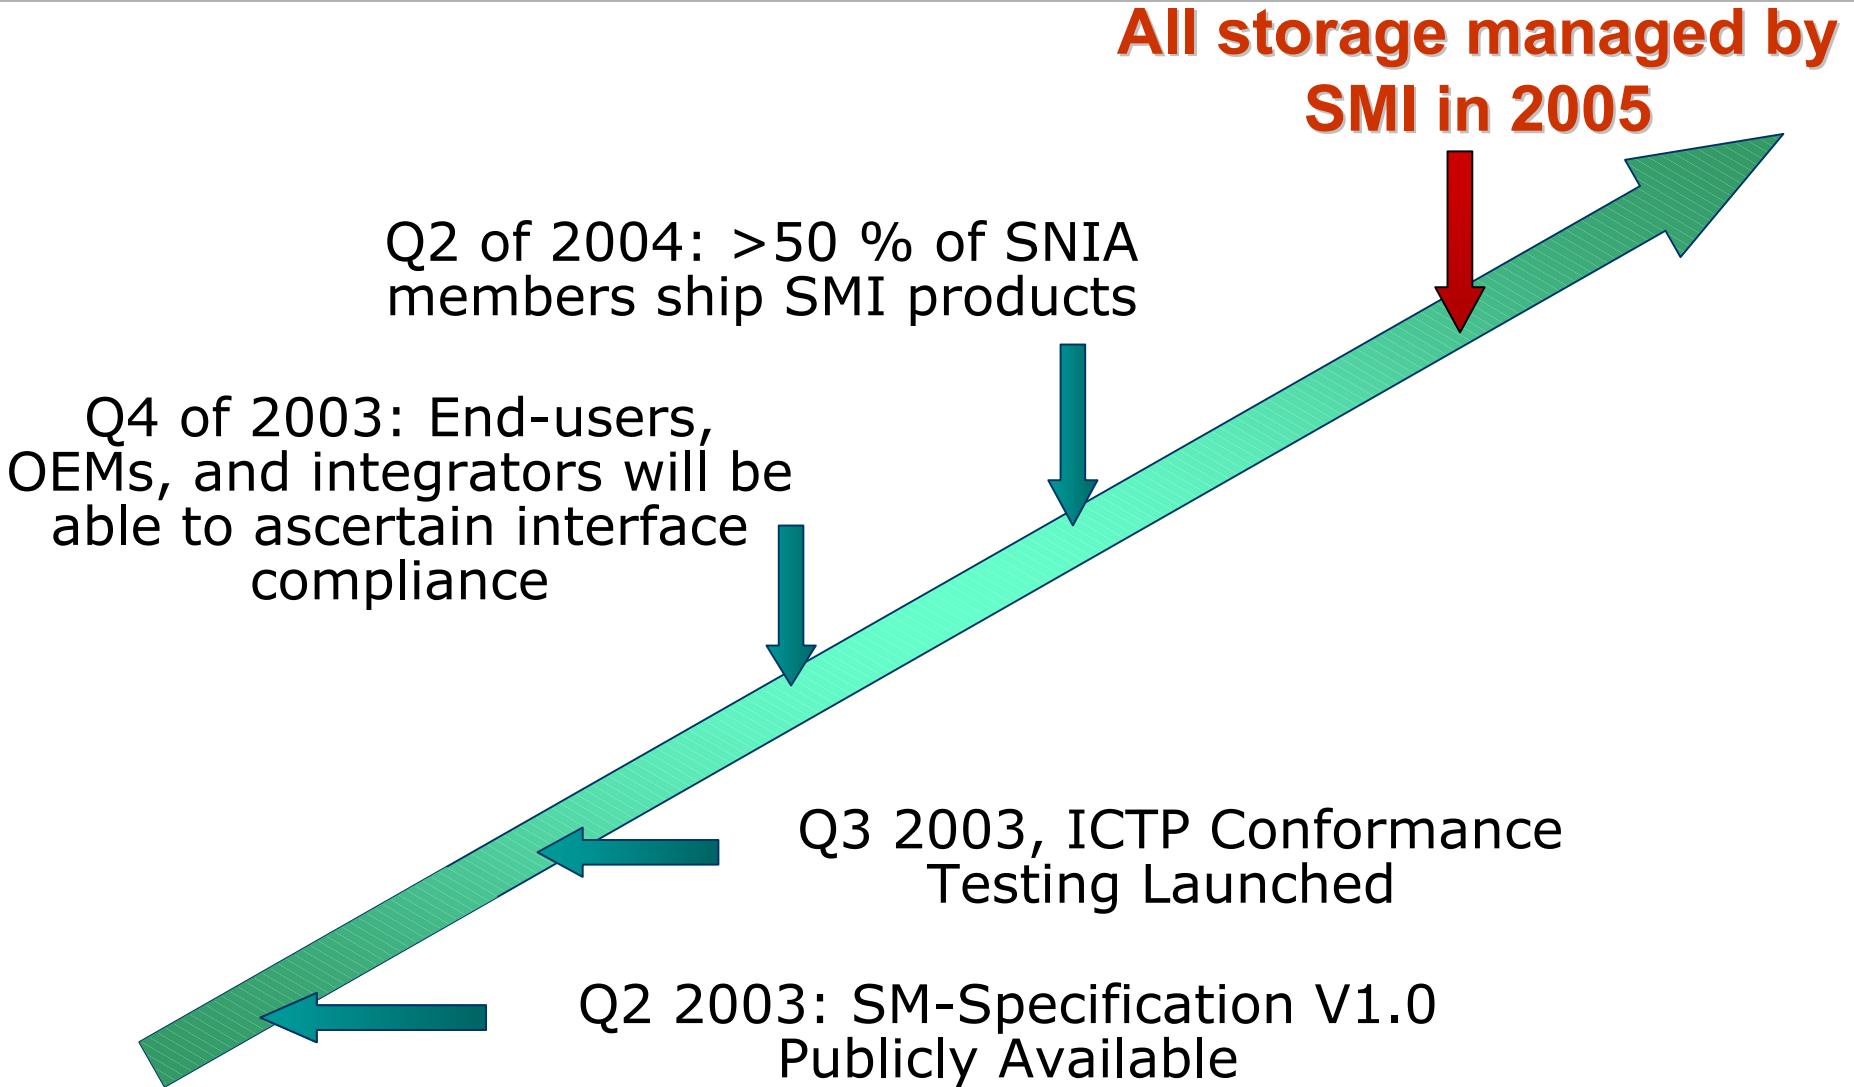 All storage managed by
SMI in 2005
Q2 of 2004: >50 % of SNIA
members ship SMI products
Q4 of 2003: End-users,
OEMs, and integrators will be
able to ascertain interface
compliance
Q3 2003, ICTP Conformance
Testing Launched
Q2 2003: SM-Specification V1.0
Publicly Available